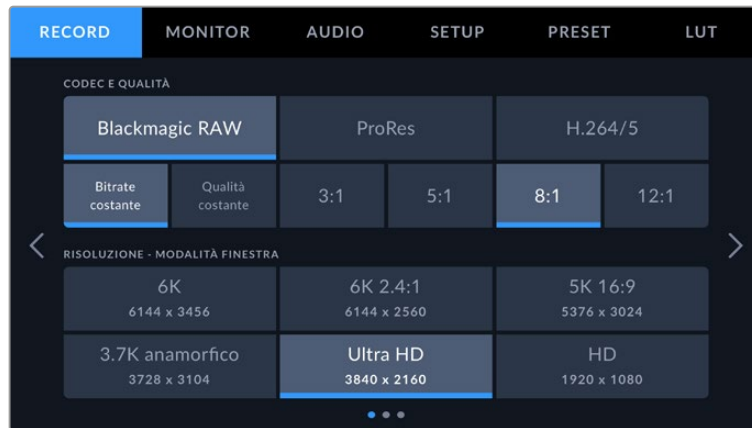 RECORD MONITOR AUDIO SETUP PRESET LUT
CODEC E QUALITÀ
Blackmagic RAW ProRes H.264/5
Bitrate costante Qualità costante 3:1 5:1 8:1 12:1
RISOLUZIONE - MODALITÀ FINESTRA
6K 6K 2.4:1 5K 16:9
6144 x 3456 6144 x 2560 5376 x 3024
3.7K anamorfico Ultra HD HD
3728 x 3104 3840 x 2160 1920 x 1080